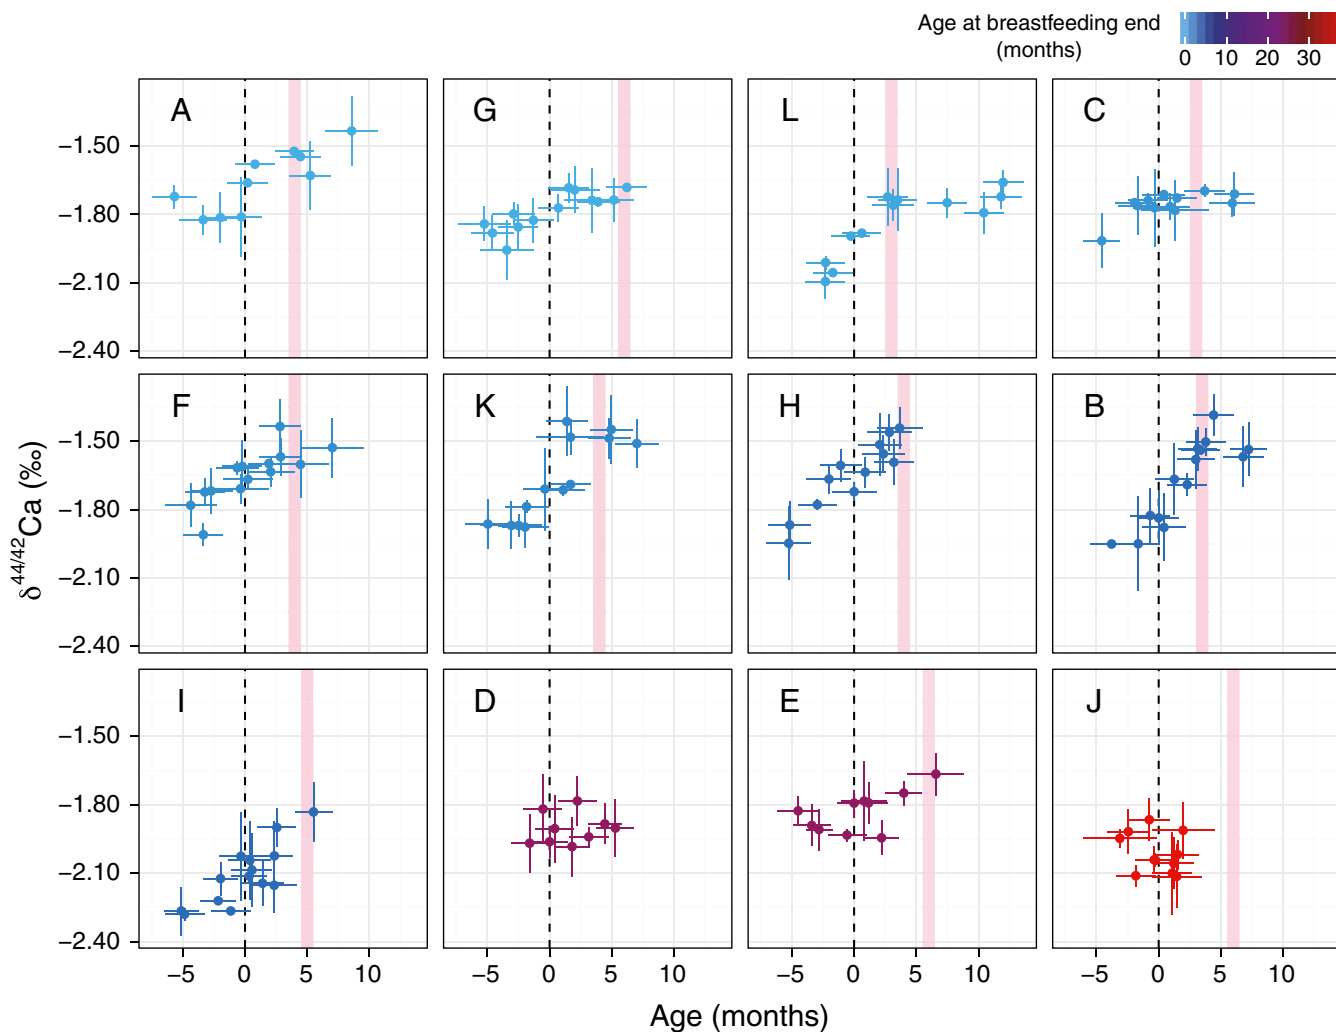 Age at breastfeeding end
(months)
0 10 20 30
A G L C
−1.50
−1.80
−2.10
−2.40
F K H B
−1.50
−1.80
−2.10
−2.40
δ44/42Ca (‰)
I D E J
−1.50
−1.80
−2.10
−2.40
−5 0 5 10 −5 0 5 10 −5 0 5 10 −5 0 5 10
Age (months)